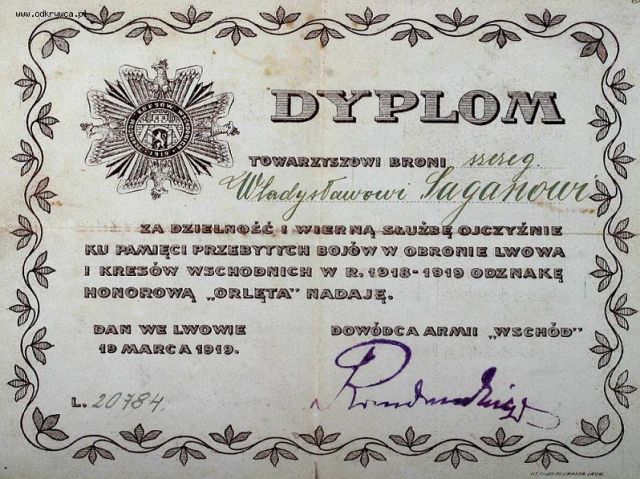 www.odkrywca.pl
DYPLOM
TOWARZYSZOWI BRONI szereg.
Władysławowi Saganowi
ZA DZIELNOŚĆ I WIERNĄ SŁUŻBĘ OJCZYŹNIE
KU PAMIĘCI PRZEBYTYCH BOJÓW W OBRONIE LWOWA
I KRESÓW WSCHODNICH W R. 1918-1919 ODZNAKĘ
HONOROWĄ „ORLĘTA" NADAJĘ.
DAN WE LWOWIE
19 MARCA 1919.
DOWÓDCA ARMII „WSCHÓD"
L. 20784.